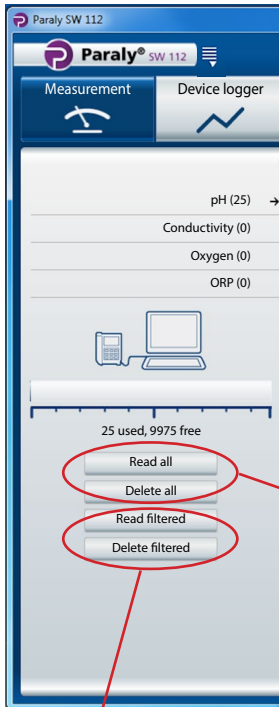 Paraly SW 112
Paraly® SW 112
Measurement
Device logger
pH (25)
Conductivity (0)
Oxygen (0)
ORP (0)
25 used, 9975 free
Read all
Delete all
Read filtered
Delete filtered